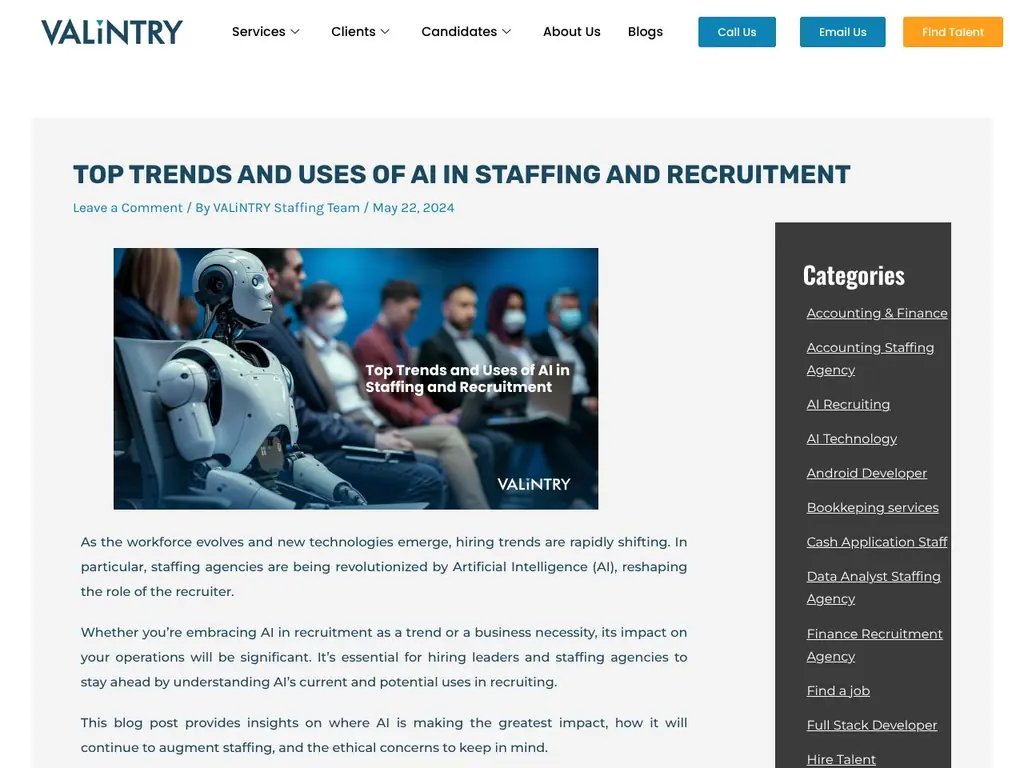 VALiNTRY
Services
Clients
Candidates
About Us
Blogs
Call Us
Email Us
Find Talent
TOP TRENDS AND USES OF AI IN STAFFING AND RECRUITMENT
Leave a Comment / By VALiNTRY Staffing Team / May 22, 2024
Top Trends and Uses of AI in
Staffing and Recruitment
VALiNTRY
As the workforce evolves and new technologies emerge, hiring trends are rapidly shifting. In
particular, staffing agencies are being revolutionized by Artificial Intelligence (AI), reshaping
the role of the recruiter.
Whether you’re embracing AI in recruitment as a trend or a business necessity, its impact on
your operations will be significant. It’s essential for hiring leaders and staffing agencies to
stay ahead by understanding AI’s current and potential uses in recruiting.
This blog post provides insights on where AI is making the greatest impact, how it will
continue to augment staffing, and the ethical concerns to keep in mind.
Categories
Accounting & Finance
Accounting Staffing
Agency
AI Recruiting
AI Technology
Android Developer
Bookkeping services
Cash Application Staff
Data Analyst Staffing
Agency
Finance Recruitment
Agency
Find a job
Full Stack Developer
Hire Talent